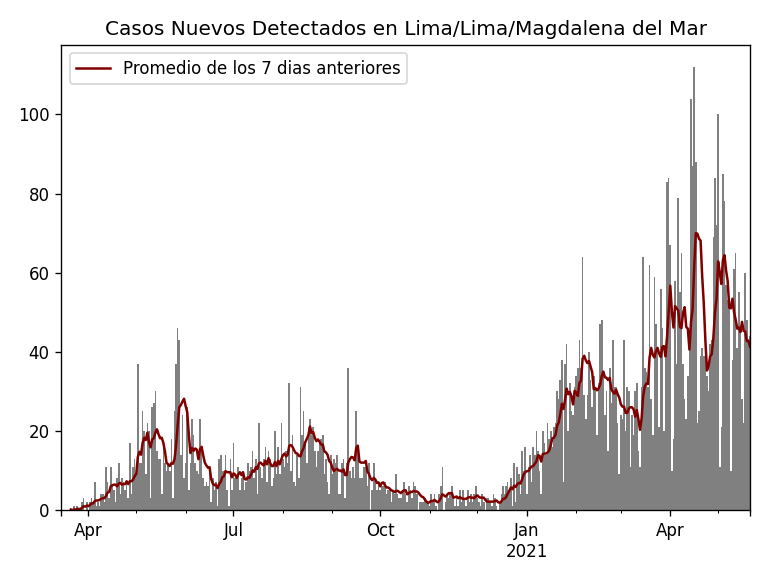 Casos Nuevos Detectados en Lima/Lima/Magdalena del Mar
Promedio de los 7 dias anteriores
100
80
60
40
20
0
Apr
Jul
Oct
Jan
2021
Apr